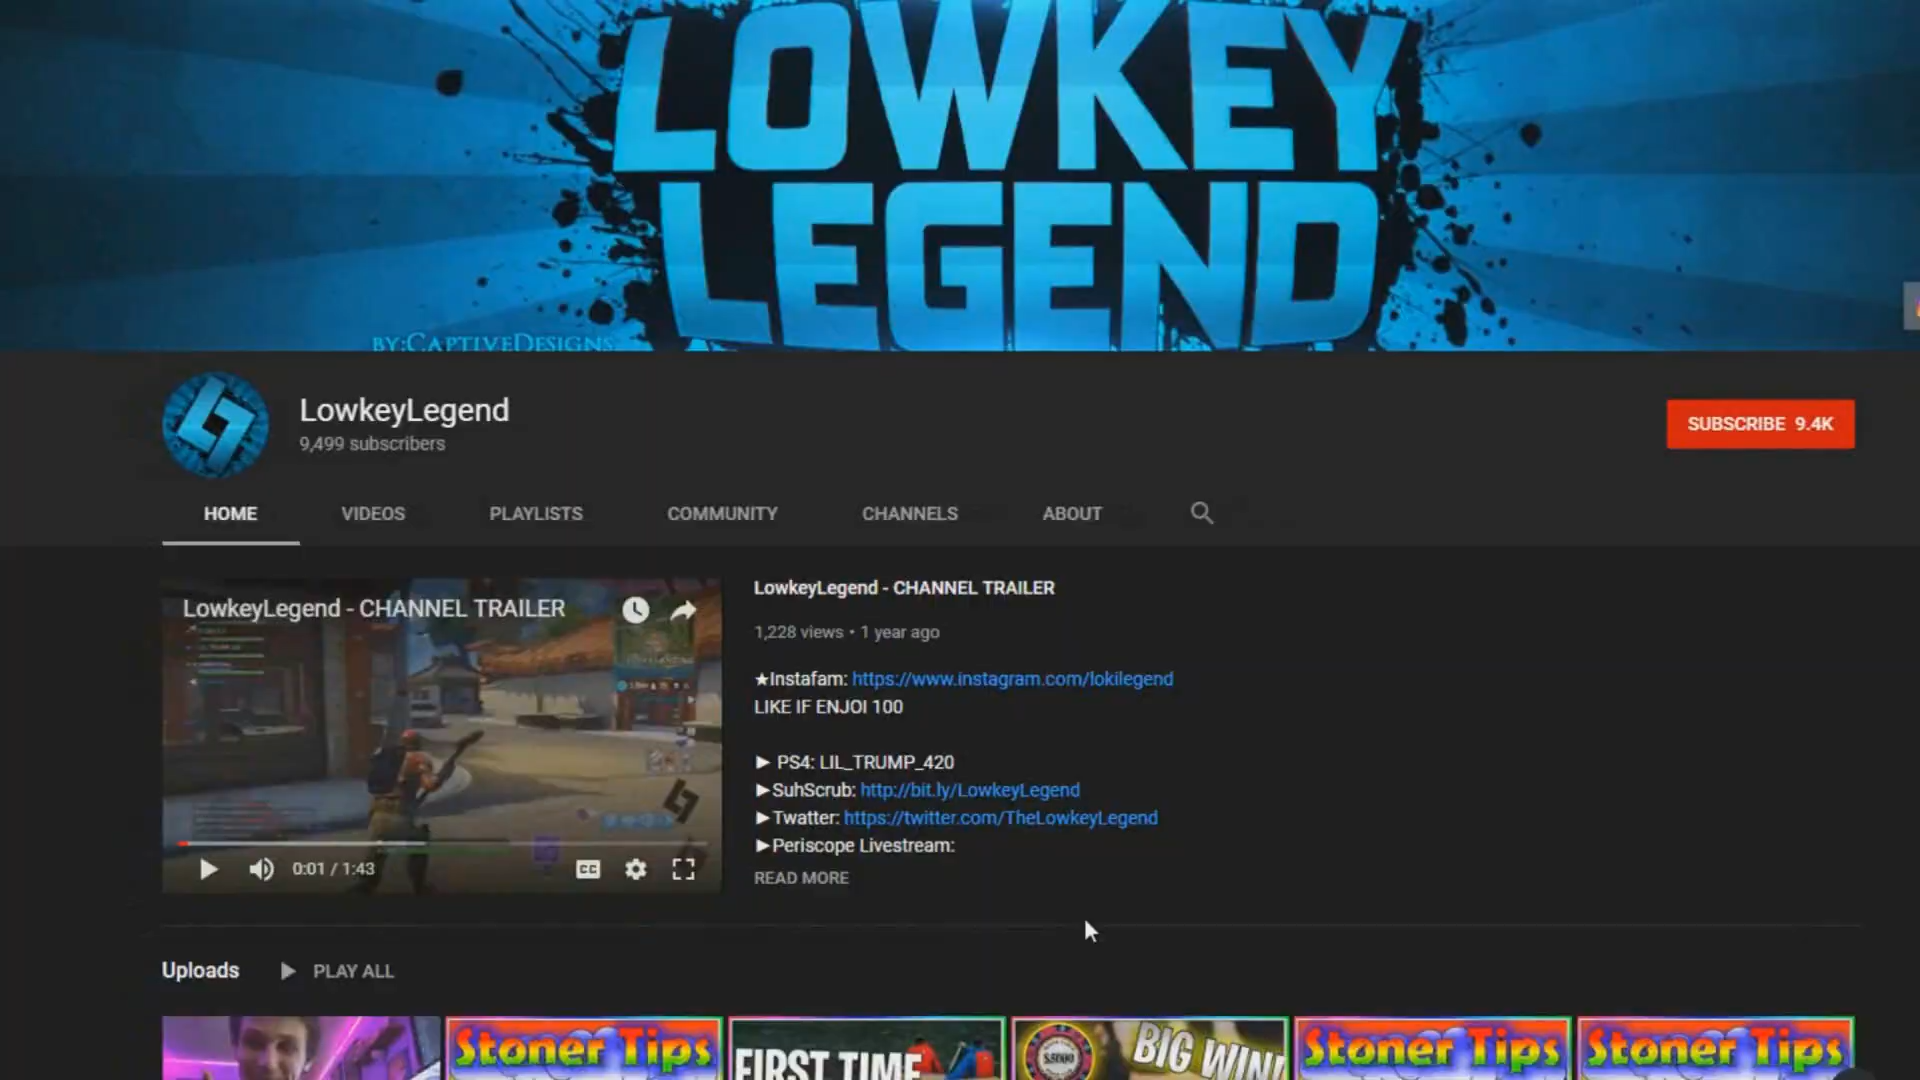 LOWKEY
LEGEND
BY:CAPTIVEDESIGNS
LowkeyLegend
9,499 subscribers
SUBSCRIBE 9.4K
HOME
VIDEOS
PLAYLISTS
COMMUNITY
CHANNELS
ABOUT
LowkeyLegend - CHANNEL TRAILER
0:01 / 1:43
CC
LowkeyLegend - CHANNEL TRAILER
1,228 views • 1 year ago
★Instafam: https://www.instagram.com/lokilegend
LIKE IF ENJOI 100
► PS4: LIL_TRUMP_420
►SuhScrub: http://bit.ly/LowkeyLegend
►Twatter: https://twitter.com/TheLowkeyLegend
►Periscope Livestream:
READ MORE
Uploads
PLAY ALL
Stoner Tips
FIRST TIME
$5000
BIG WIN!
Stoner Tips
Stoner Tips